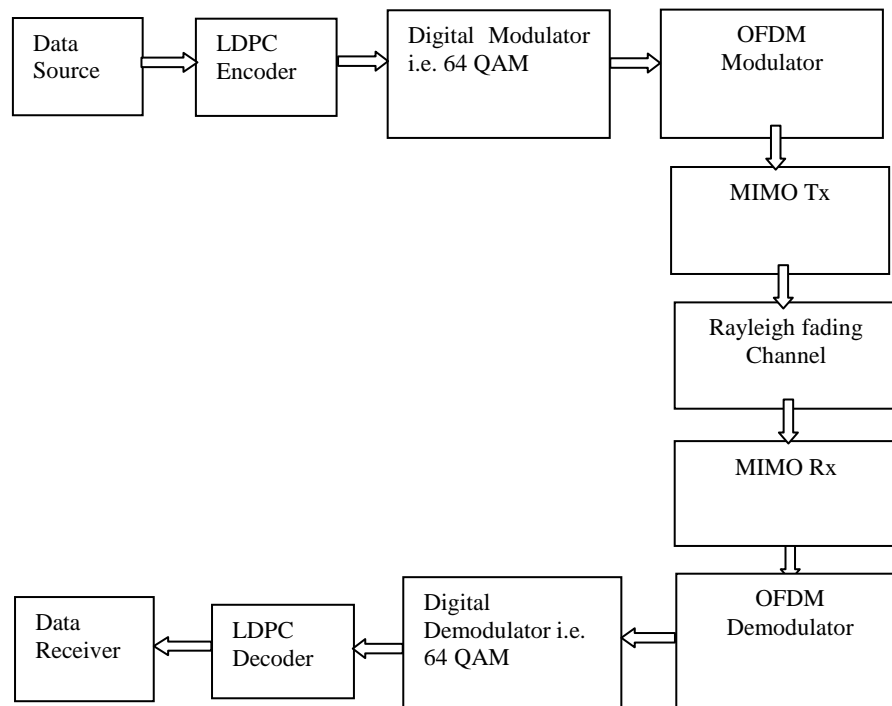 Data
Source
LDPC
Encoder
Digital Modulator
i.e. 64 QAM
OFDM
Modulator
MIMO Tx
Rayleigh fading
Channel
MIMO Rx
OFDM
Demodulator
Digital
Demodulator i.e.
64 QAM
LDPC
Decoder
Data
Receiver